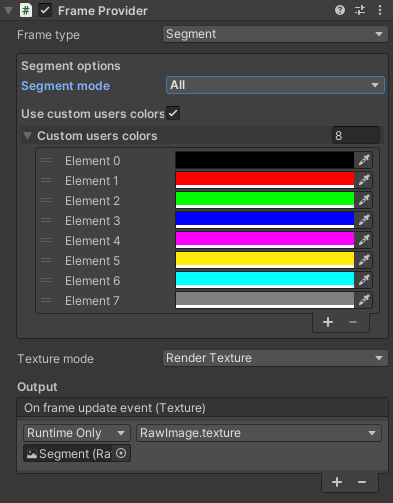 Frame Provider
Frame type Segment
Segment options
Segment mode All
Use custom users colors
Custom users colors 8
Element 0
Element 1
Element 2
Element 3
Element 4
Element 5
Element 6
Element 7
+ −
Texture mode Render Texture
Output
On frame update event (Texture)
Runtime Only RawImage.texture
Segment (Ra
+ −